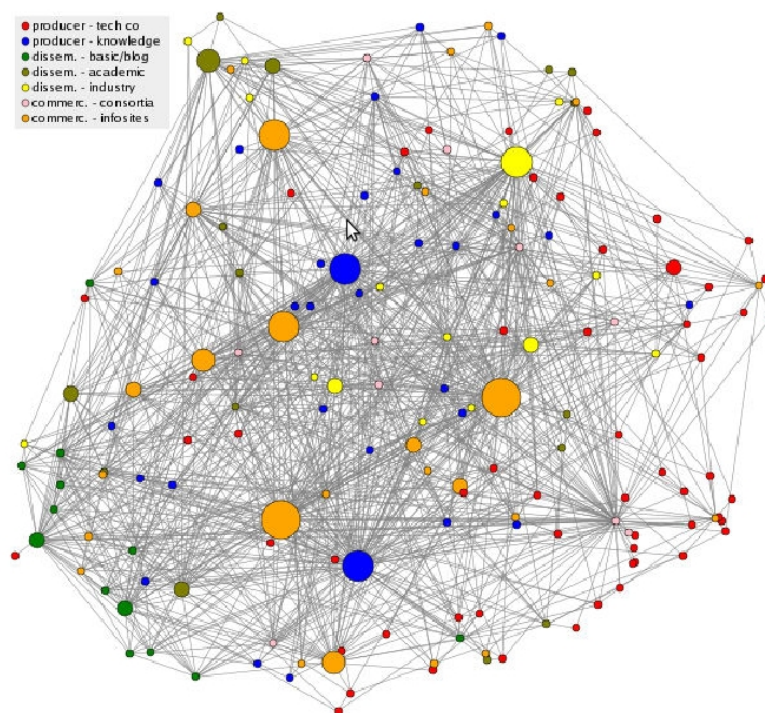 producer - tech co
producer - knowledge
dissem. - basic/blog
dissem. - academic
dissem. - industry
commerc. - consortia
commerc. - infosites